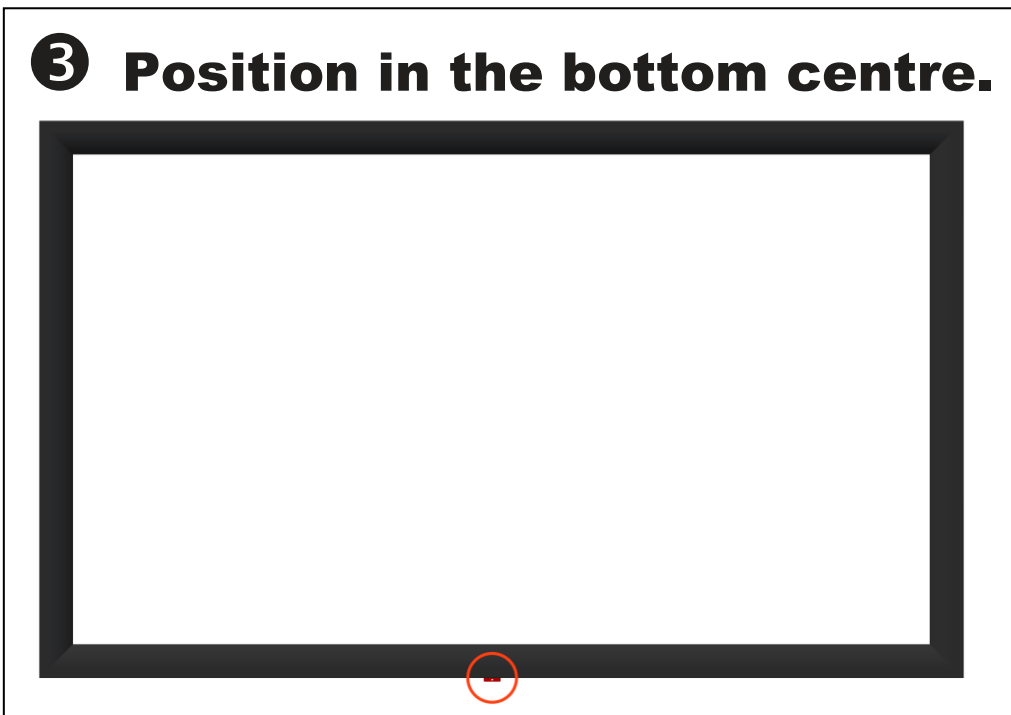 ❸ Position in the bottom centre.